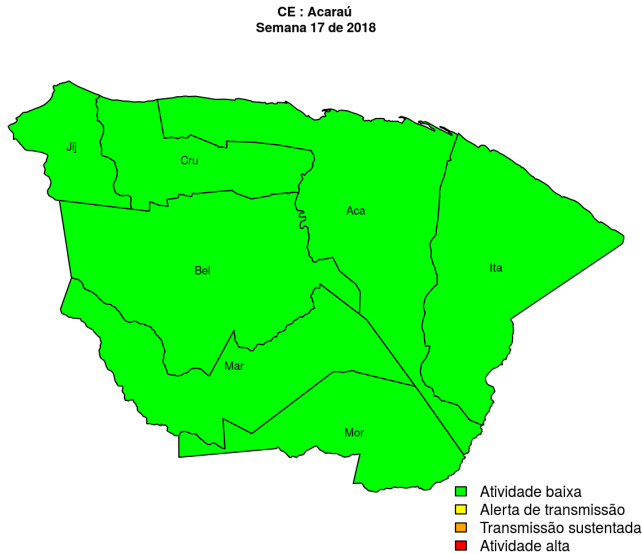 CE : Acaraú
Semana 17 de 2018
Jij
Cru
Aca
Bel
Ita
Mar
Mor
Atividade baixa
Alerta de transmissão
Transmissão sustentada
Atividade alta